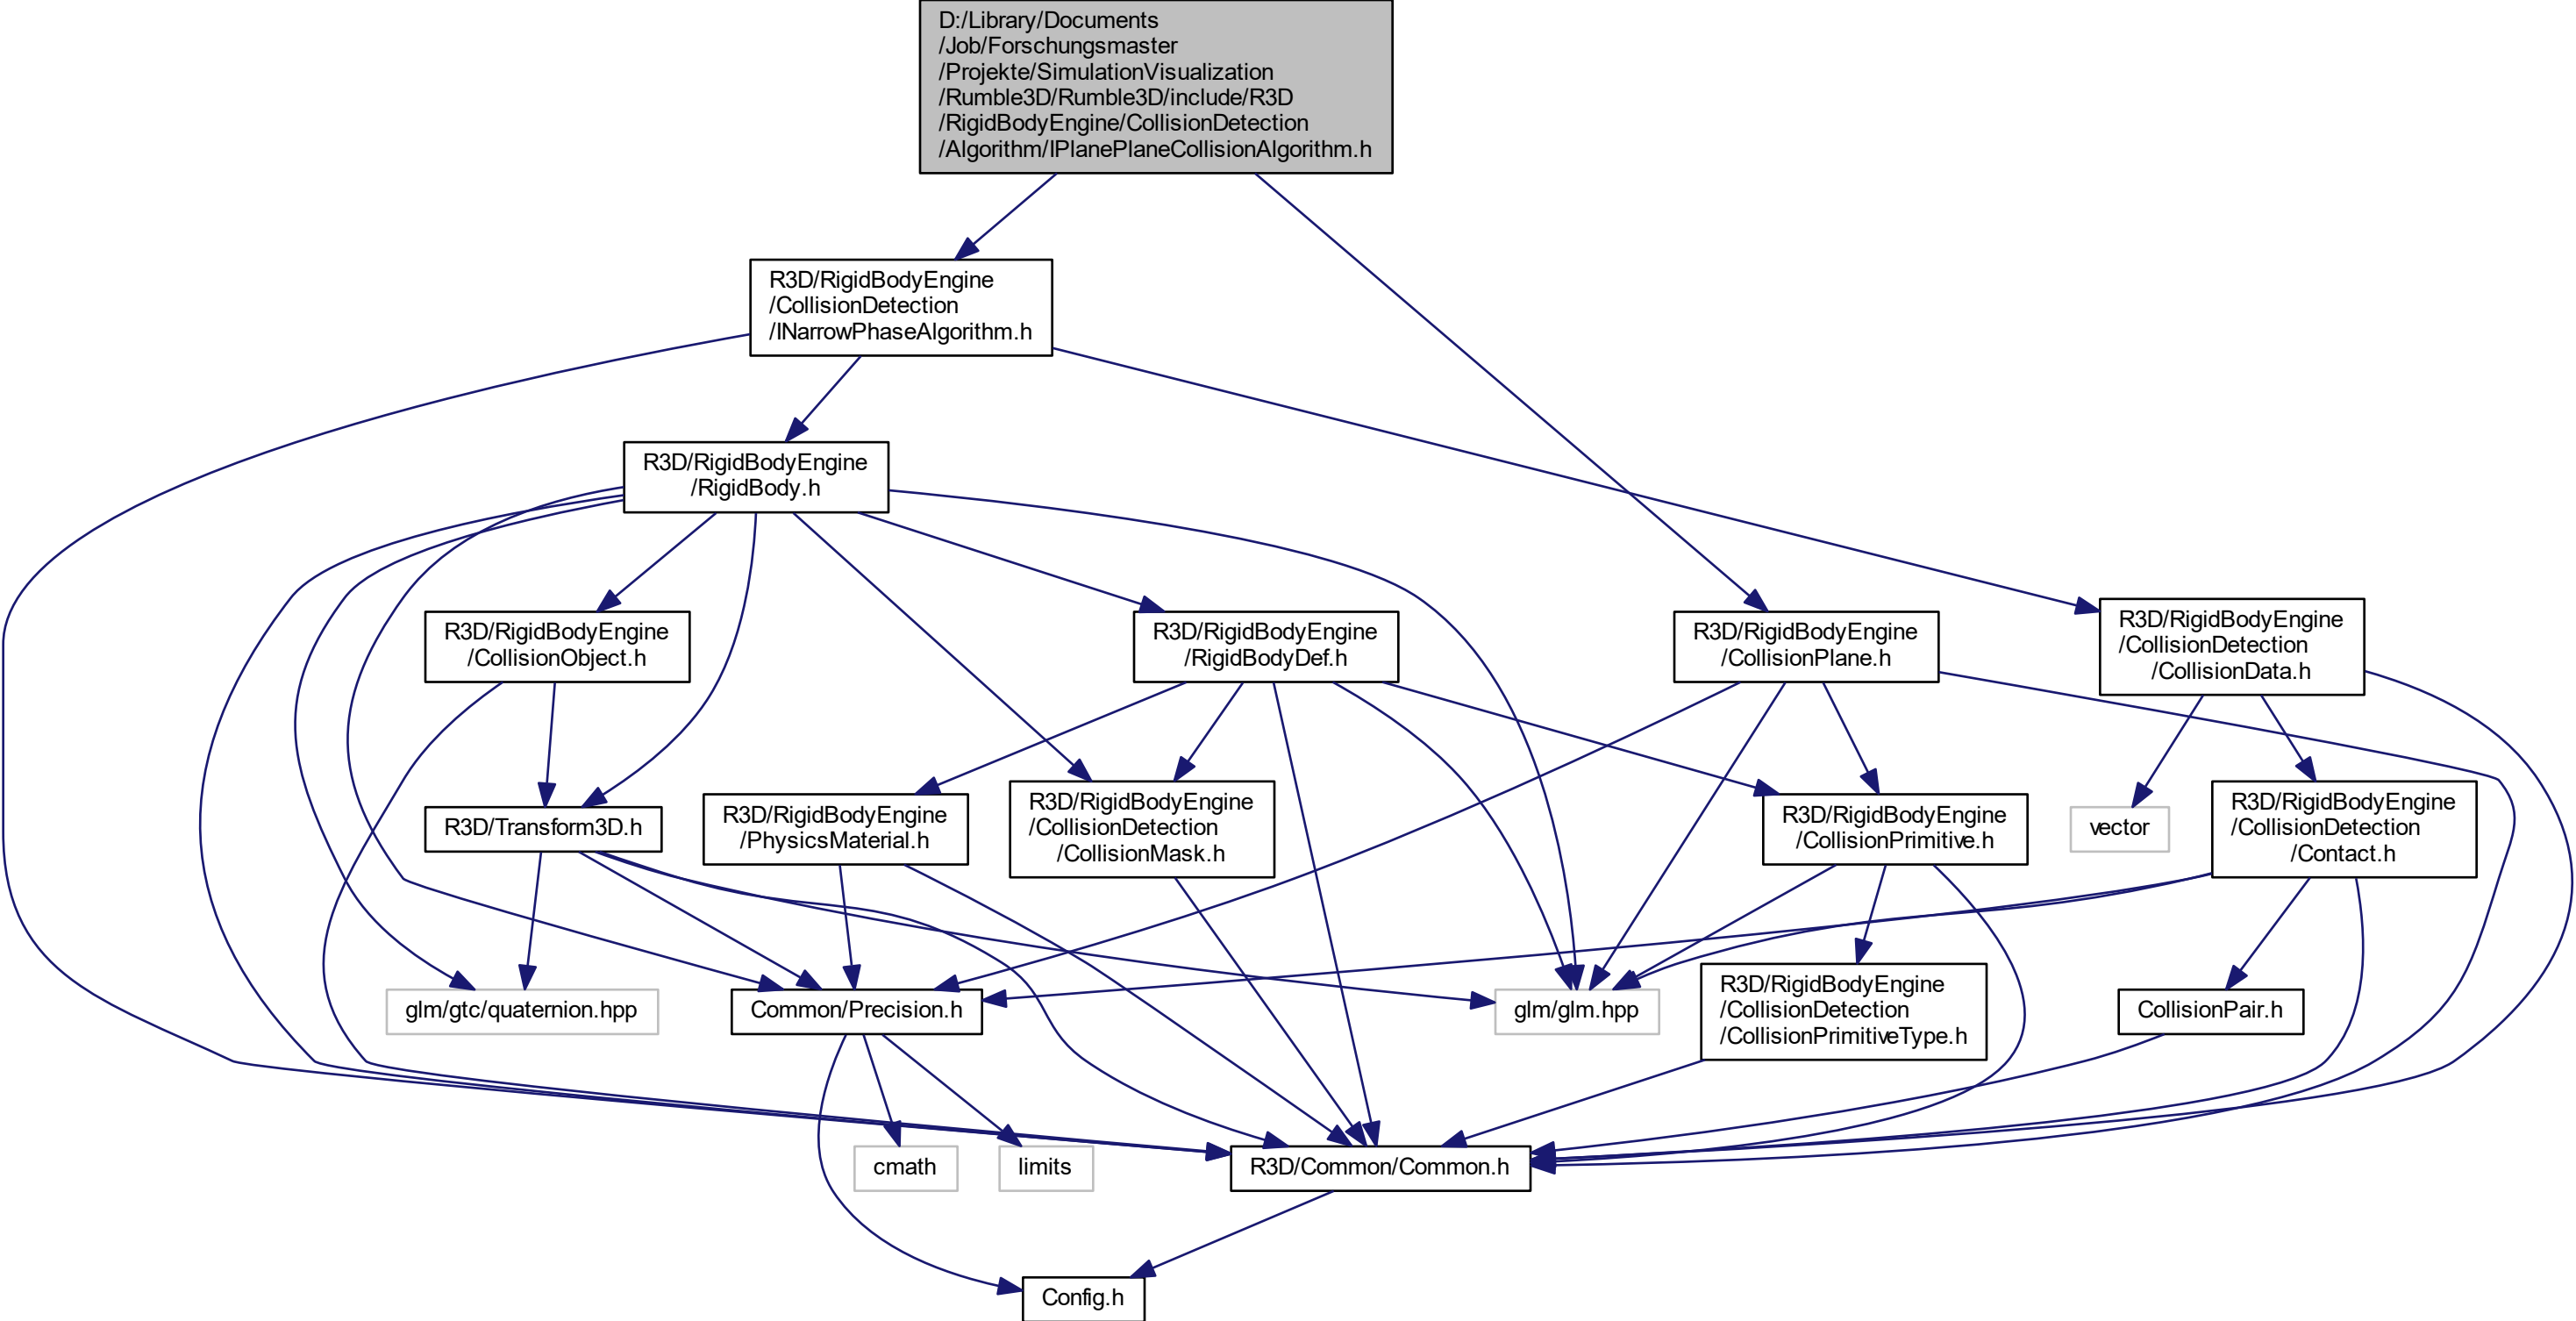 D:/Library/Documents
/Job/Forschungsmaster
/Projekte/SimulationVisualization
/Rumble3D/Rumble3D/include/R3D
/RigidBodyEngine/CollisionDetection
/Algorithm/IPlanePlaneCollisionAlgorithm.h
R3D/RigidBodyEngine
/CollisionDetection
/INarrowPhaseAlgorithm.h
R3D/RigidBodyEngine
/RigidBody.h
R3D/RigidBodyEngine
/CollisionObject.h
R3D/RigidBodyEngine
/RigidBodyDef.h
R3D/RigidBodyEngine
/CollisionPlane.h
R3D/RigidBodyEngine
/CollisionDetection
/CollisionData.h
R3D/Transform3D.h
R3D/RigidBodyEngine
/PhysicsMaterial.h
R3D/RigidBodyEngine
/CollisionDetection
/CollisionMask.h
R3D/RigidBodyEngine
/CollisionPrimitive.h
vector
R3D/RigidBodyEngine
/CollisionDetection
/Contact.h
glm/gtc/quaternion.hpp
Common/Precision.h
glm/glm.hpp
R3D/RigidBodyEngine
/CollisionDetection
/CollisionPrimitiveType.h
CollisionPair.h
cmath
limits
R3D/Common/Common.h
Config.h